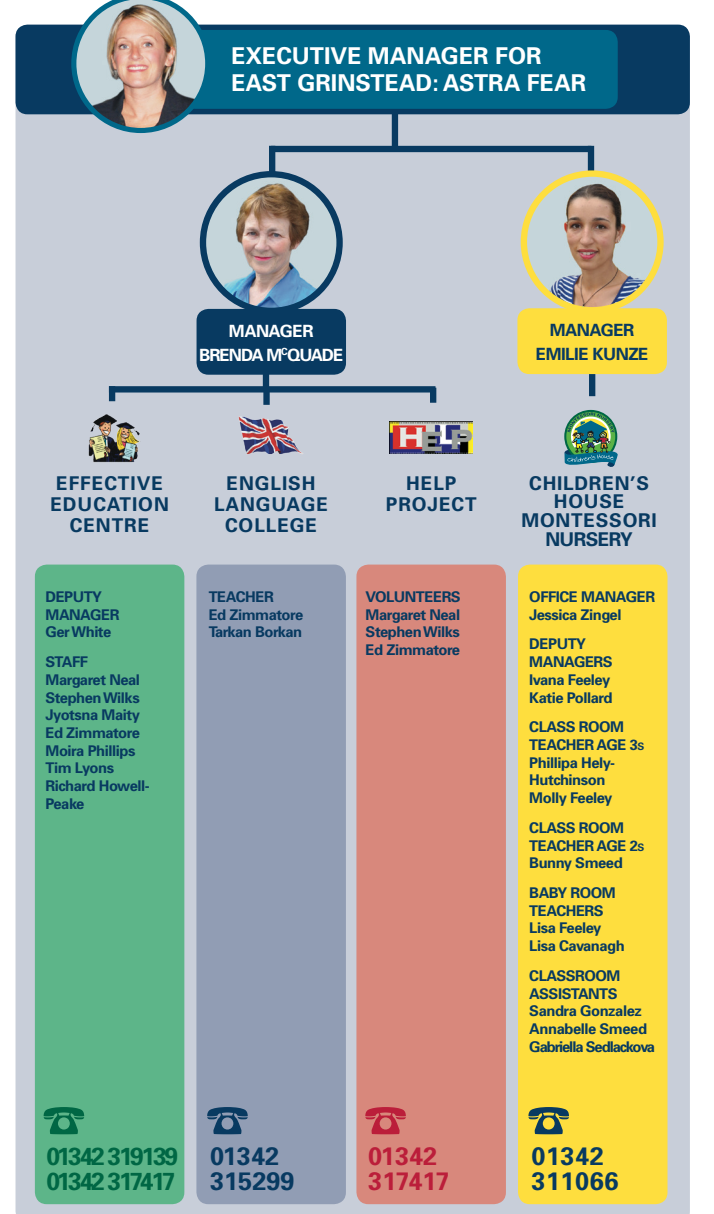 EXECUTIVE MANAGER FOR
EAST GRINSTEAD: ASTRA FEAR
MANAGER
BRENDA McQUADE
MANAGER
EMILIE KUNZE
HELP
Children's House
EFFECTIVE
EDUCATION
CENTRE
ENGLISH
LANGUAGE
COLLEGE
HELP
PROJECT
CHILDREN'S
HOUSE
MONTESSORI
NURSERY
DEPUTY
MANAGER
Ger White
STAFF
Margaret Neal
Stephen Wilks
Jyotsna Maity
Ed Zimmatore
Moira Phillips
Tim Lyons
Richard Howell-
Peake
01342 319139
01342 317417
TEACHER
Ed Zimmatore
Tarkan Borkan
01342
315299
VOLUNTEERS
Margaret Neal
Stephen Wilks
Ed Zimmatore
01342
317417
OFFICE MANAGER
Jessica Zingel
DEPUTY
MANAGERS
Ivana Feeley
Katie Pollard
CLASS ROOM
TEACHER AGE 3s
Phillipa Hely-
Hutchinson
Molly Feeley
CLASS ROOM
TEACHER AGE 2s
Bunny Smeed
BABY ROOM
TEACHERS
Lisa Feeley
Lisa Cavanagh
CLASSROOM
ASSISTANTS
Sandra Gonzalez
Annabelle Smeed
Gabriella Sedlackova
01342
311066